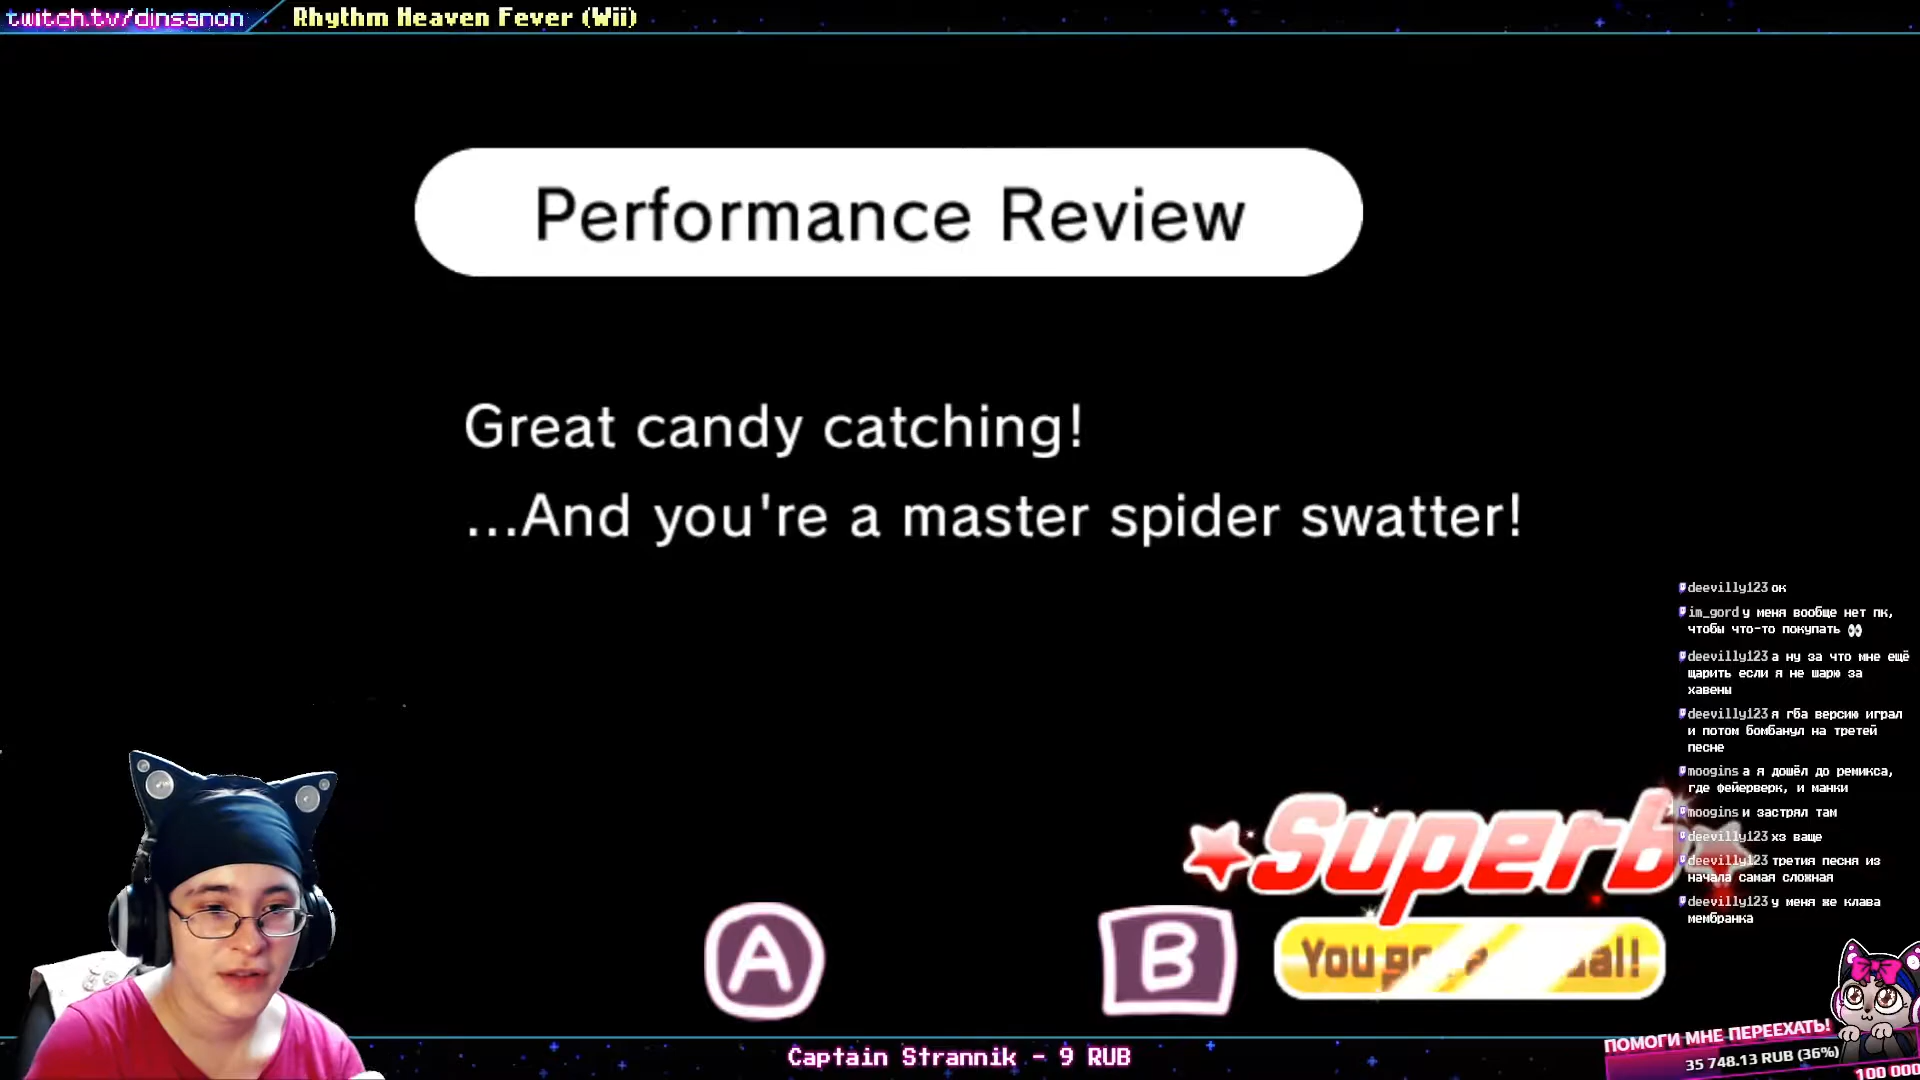 twitch.tv/dinsanon
Rhythm Heaven Fever (Wii)
Performance Review
Great candy catching!
...And you're a master spider swatter!
deevilly123 ок
im_gord у меня вообще нет пк,
чтобы что-то покупать
deevilly123 а ну за что мне ещё
щарить если я не шарю за
хавены
deevilly123 я гба версию играл
и потом бомбанул на третей
песне
moogins а я дошёл до ремикса,
где фейерверк, и манки
moogins и застрял там
deevilly123 хз ваще
deevilly123 третия песня из
начала самая сложная
deevilly123 у меня же клава
мембранка
Superb
A
B
You
ПОМОГИ МНЕ ПЕРЕЕХАТЬ!
35 748.13 RUB (36%)
100 000
Captain Strannik - 9 RUB